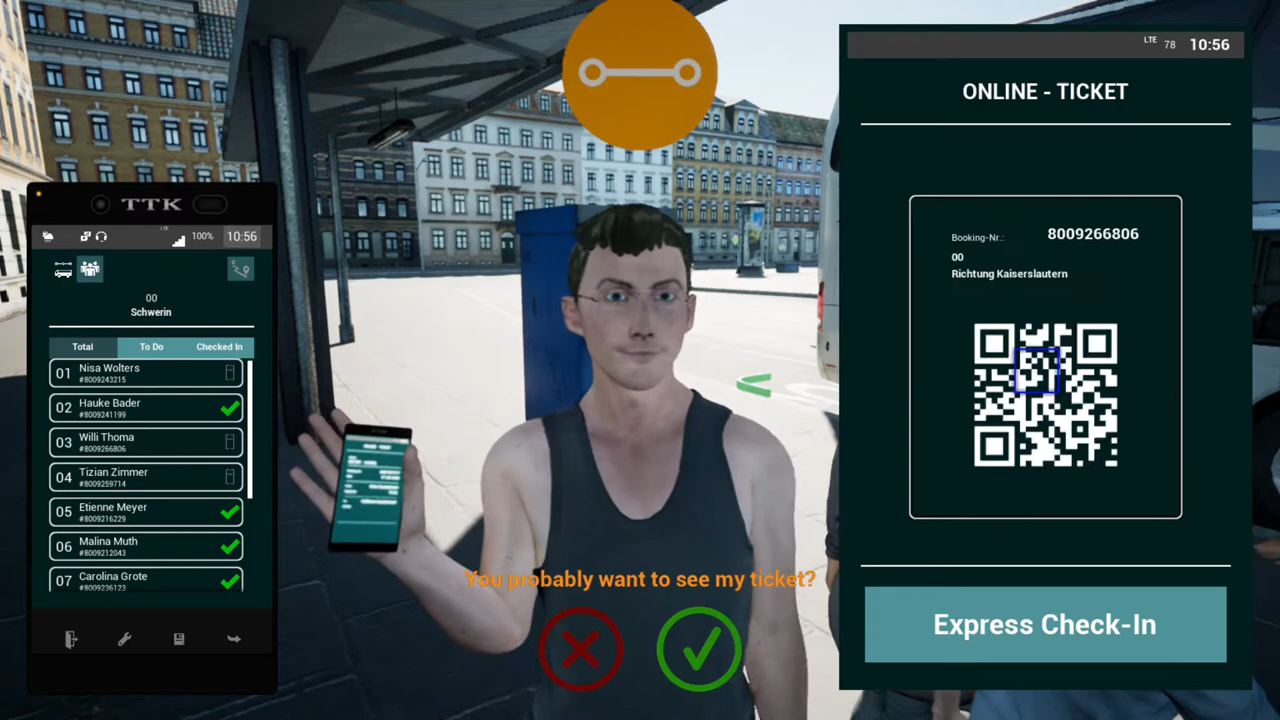 TTK
LTE
100%
10:56
00
Schwerin
Total
To Do
Checked In
01 Nisa Wolters
#8009243215
02 Hauke Bader
#8009241199
03 Willi Thoma
#8009266806
04 Tizian Zimmer
#8009259714
05 Etienne Meyer
#8009216229
06 Malina Muth
#8009212043
07 Carolina Grote
#8009236123
You probably want to see my ticket?
LTE 78 10:56
ONLINE - TICKET
Booking-Nr.: 8009266806
00
Richtung Kaiserslautern
Express Check-In